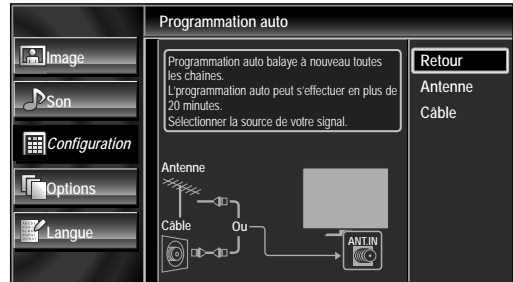 Programmation auto
Image
Son
Configuration
Options
Langue
Programmation auto balaye à nouveau toutes
les chaînes.
L'programmation auto peut s'effectuer en plus de
20 minutes.
Sélectionner la source de votre signal.
Antenne
Câble
Ou
ANT.IN
Retour
Antenne
Câble